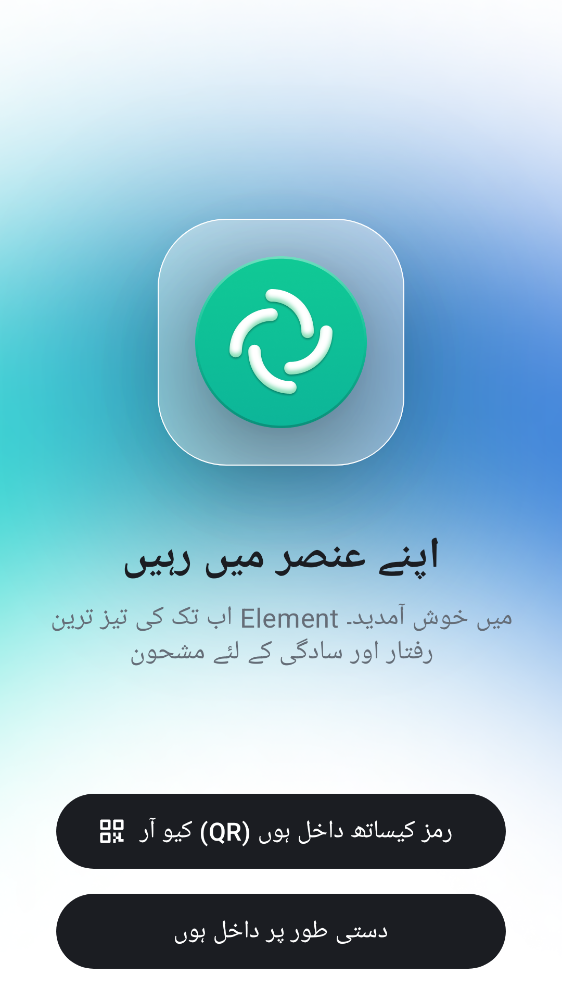 اپنے عنصر میں رہیں
میں خوش آمدید۔ Element اب تک کی تیز ترین
رفتار اور سادگی کے لئے مشحون
رمز کیساتھ داخل ہوں (QR) کیو آر
دستی طور پر داخل ہوں